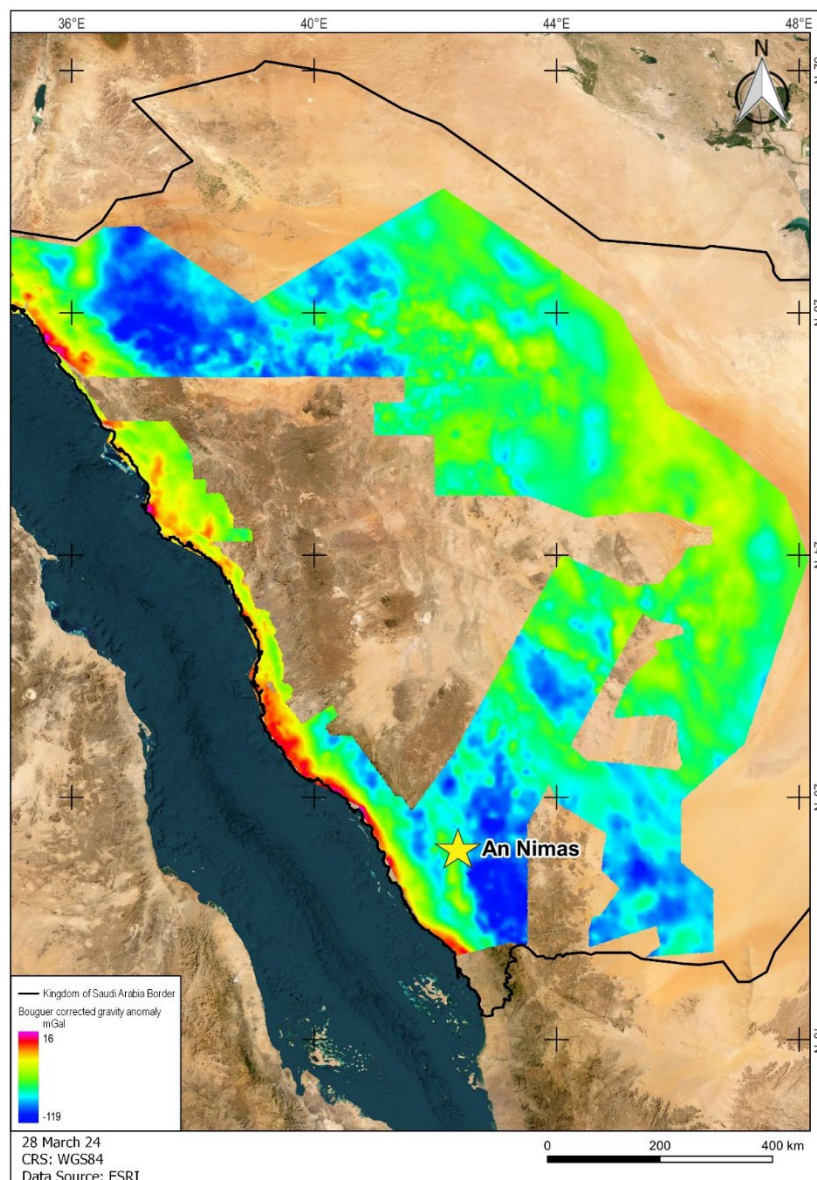 36°E 40°E 44°E 48°E
N
An Nimas
Kingdom of Saudi Arabia Border
Bouguer corrected gravity anomaly
mGal
16
-119
28 March 24
CRS: WGS84
Data Source: ESRI
0 200 400 km
24°N